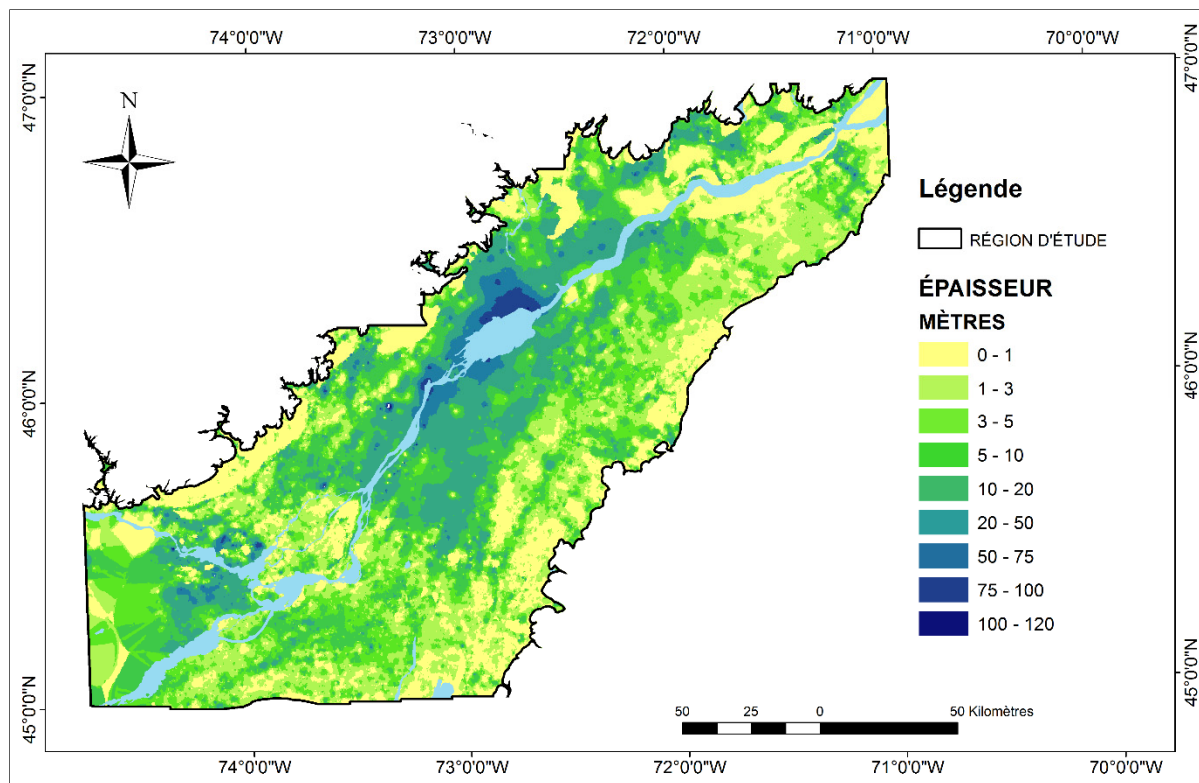 74°0'0"W 73°0'0"W 72°0'0"W 71°0'0"W 70°0'0"W
47°0'0"N
47°0'0"N
N
Légende
RÉGION D'ÉTUDE
ÉPAISSEUR
MÈTRES
0 - 1
1 - 3
3 - 5
5 - 10
10 - 20
20 - 50
50 - 75
75 - 100
100 - 120
46°0'0"N
46°0'0"N
45°0'0"N
45°0'0"N
50 25 0 50 Kilomètres
74°0'0"W 73°0'0"W 72°0'0"W 71°0'0"W 70°0'0"W